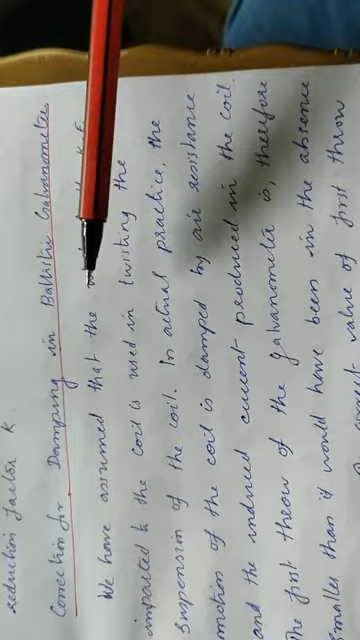 reduction factor K.
Correction for Damping in Ballistic Galvanometer
We have assumed that the K.E.
imparted to the coil is used in twisting the
suspension of the coil. In actual practice, the
motion of the coil is damped by air resistance
and the induced current produced in the coil.
The first throw of the galvanometer is, therefore
smaller than it would have been in the absence
correct value of first throw